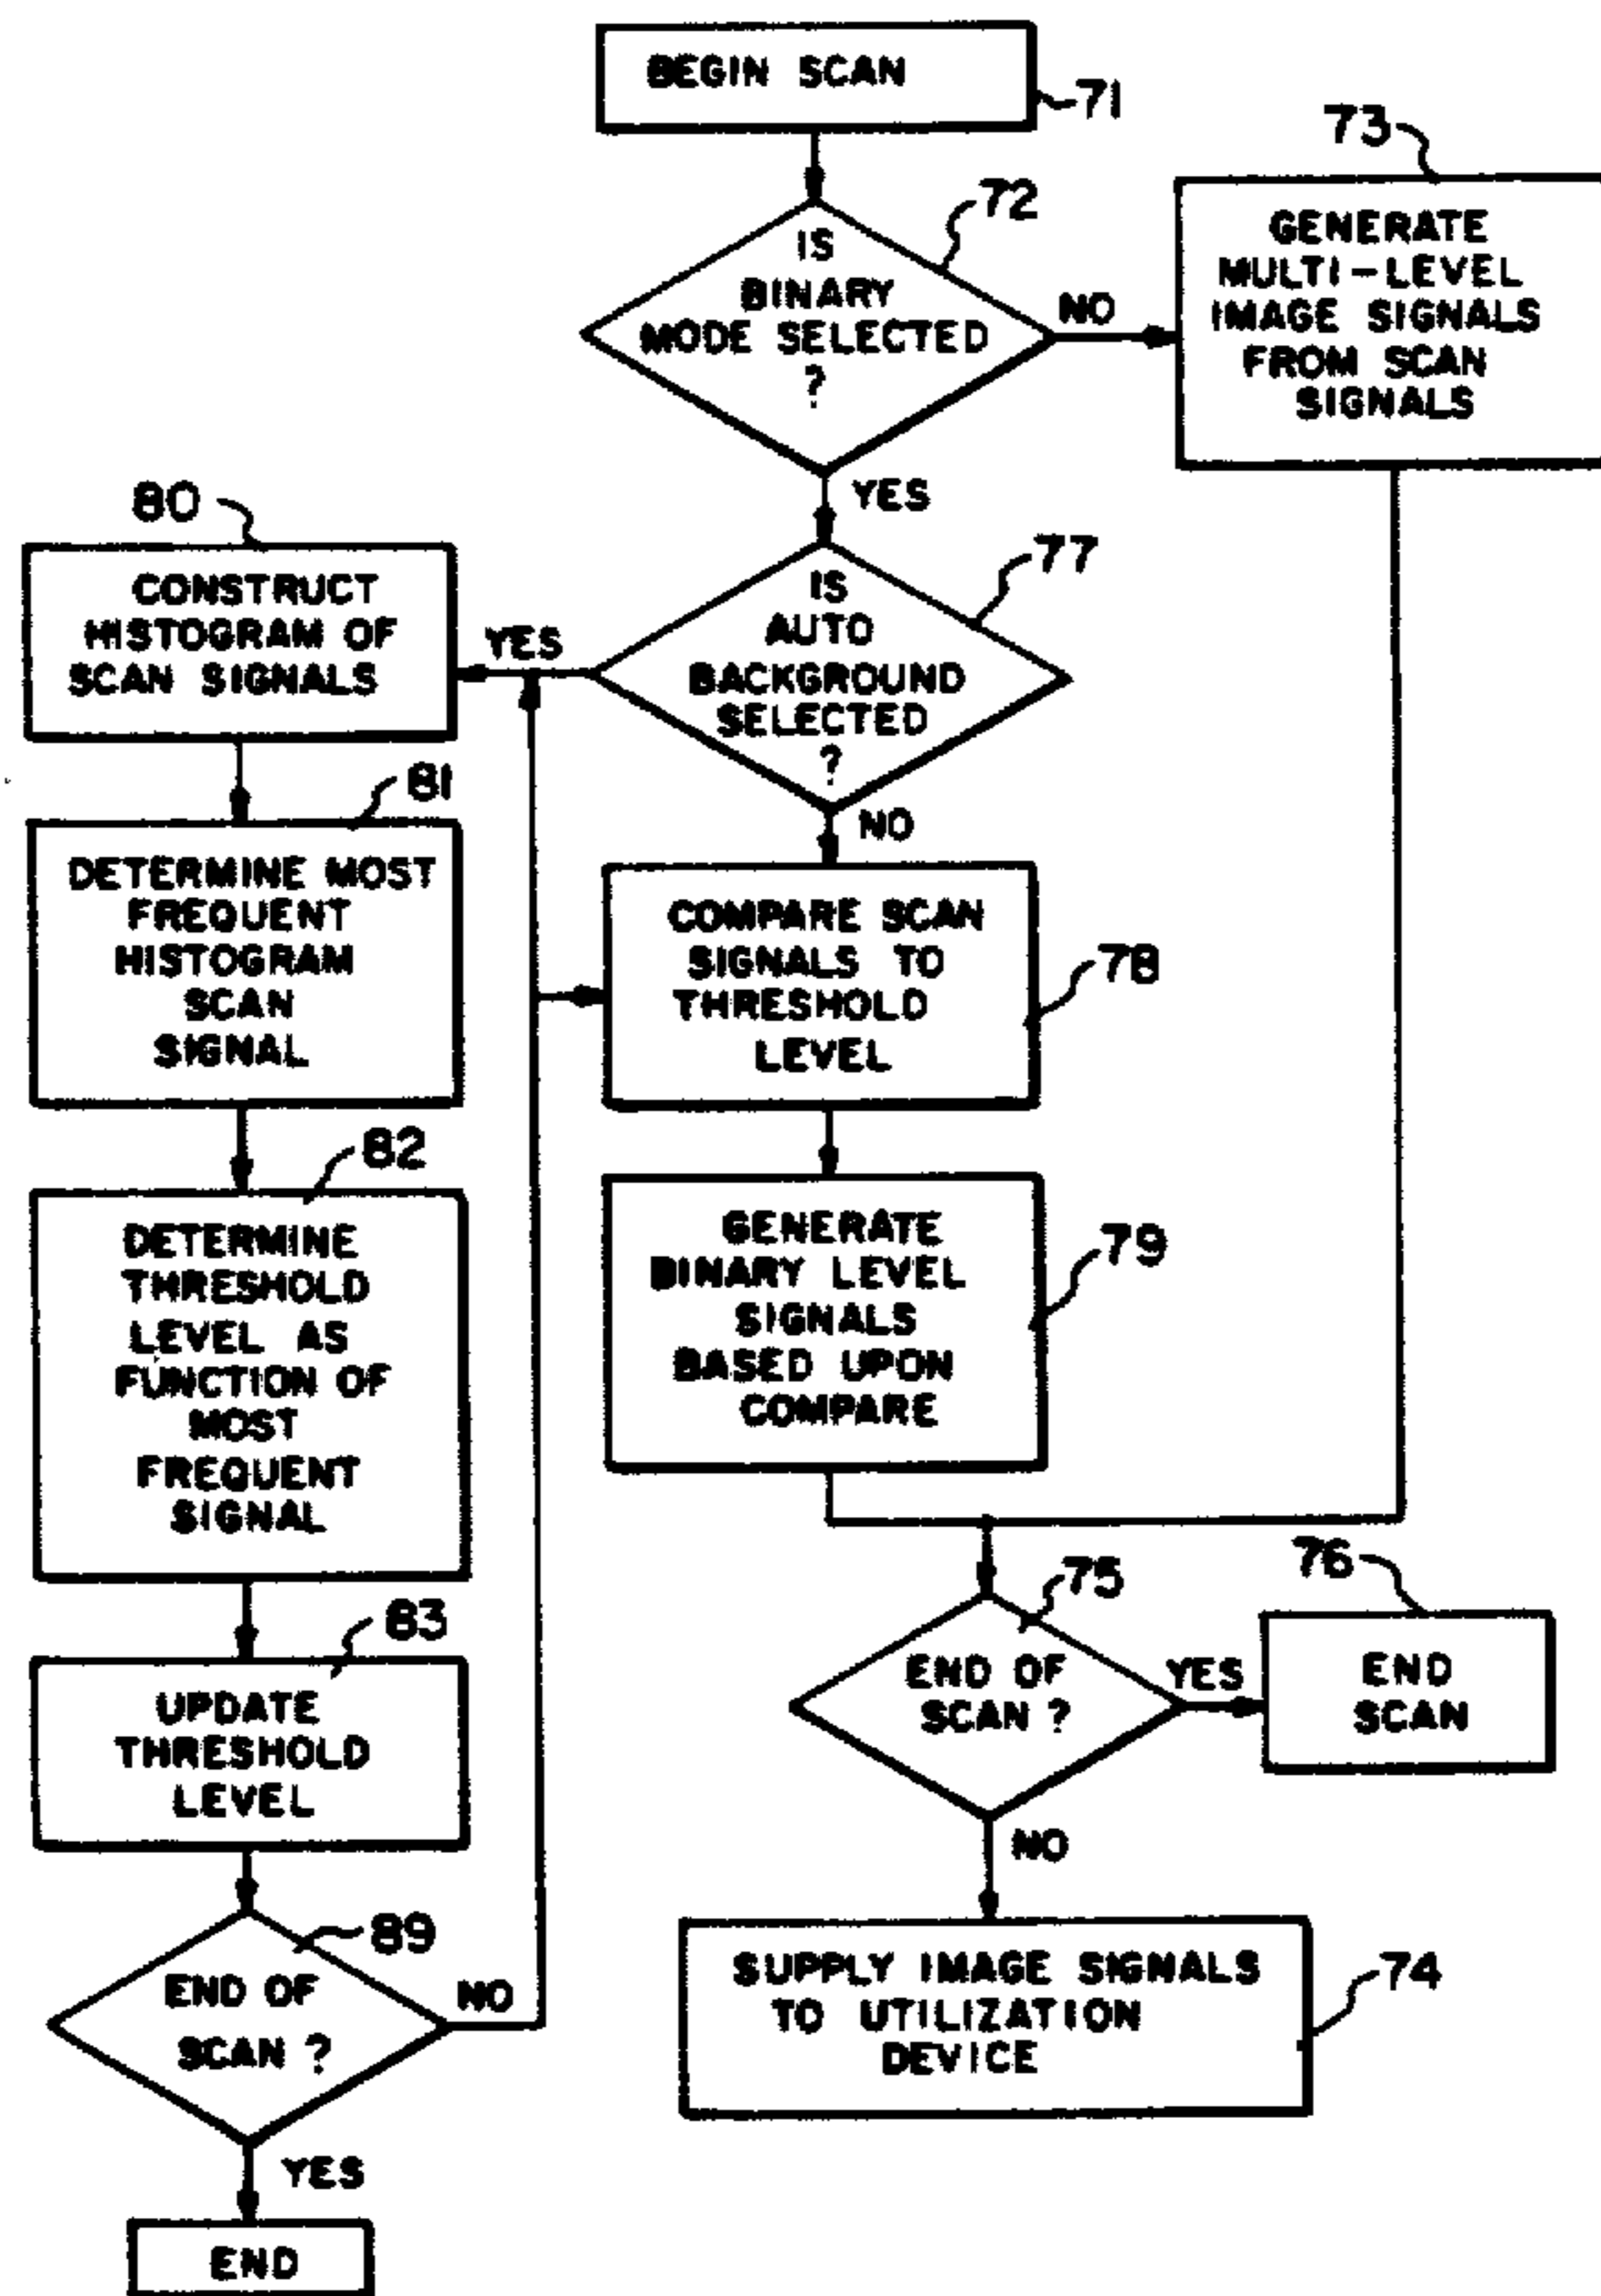 BEGIN SCAN
71
IS
BINARY
MODE SELECTED
?
72
NO
73
GENERATE
MULTI-LEVEL
IMAGE SIGNALS
FROM SCAN
SIGNALS
YES
IS
AUTO
BACKGROUND
SELECTED
?
77
YES
80
CONSTRUCT
HISTOGRAM OF
SCAN SIGNALS
81
DETERMINE MOST
FREQUENT
HISTOGRAM
SCAN
SIGNAL
82
DETERMINE
THRESHOLD
LEVEL AS
FUNCTION OF
MOST
FREQUENT
SIGNAL
83
UPDATE
THRESHOLD
LEVEL
89
END OF
SCAN ?
NO
YES
END
NO
COMPARE SCAN
SIGNALS TO
THRESHOLD
LEVEL
78
GENERATE
BINARY LEVEL
SIGNALS
BASED UPON
COMPARE
79
75
END OF
SCAN ?
YES
76
END
SCAN
NO
SUPPLY IMAGE SIGNALS
TO UTILIZATION
DEVICE
74